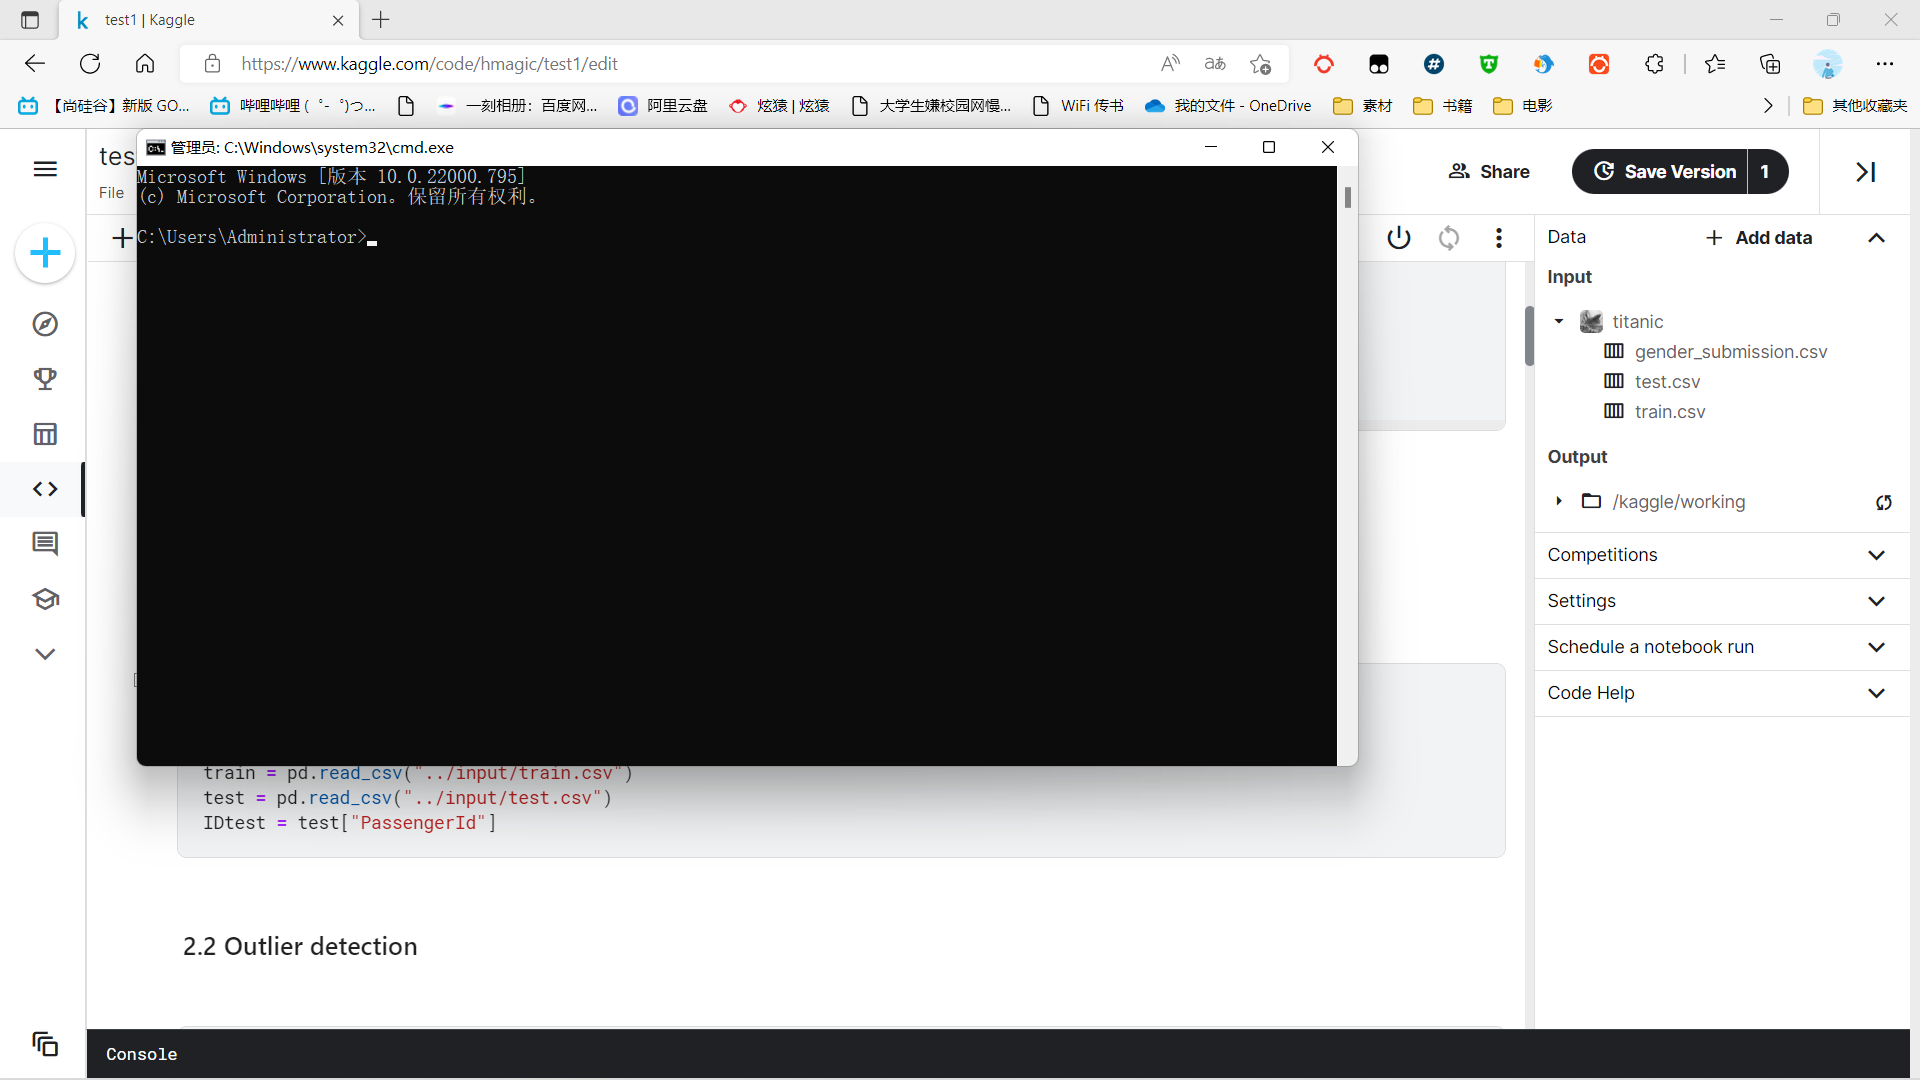 test1 | Kaggle
https://www.kaggle.com/code/hmagic/test1/edit
【尚硅谷】新版 GO...
哔哩哔哩 ( ゜- ゜)つ...
一刻相册：百度网...
阿里云盘
炫猿 | 炫猿
大学生嫌校园网慢...
WiFi 传书
我的文件 - OneDrive
素材
书籍
电影
其他收藏夹
tes
File
Share
Save Version
1
管理员: C:\Windows\system32\cmd.exe
Microsoft Windows [版本 10.0.22000.795]
(c) Microsoft Corporation。保留所有权利。
C:\Users\Administrator>
train = pd.read_csv("../input/train.csv")
test = pd.read_csv("../input/test.csv")
IDtest = test["PassengerId"]
2.2 Outlier detection
Console
Data
Add data
Input
titanic
gender_submission.csv
test.csv
train.csv
Output
/kaggle/working
Competitions
Settings
Schedule a notebook run
Code Help